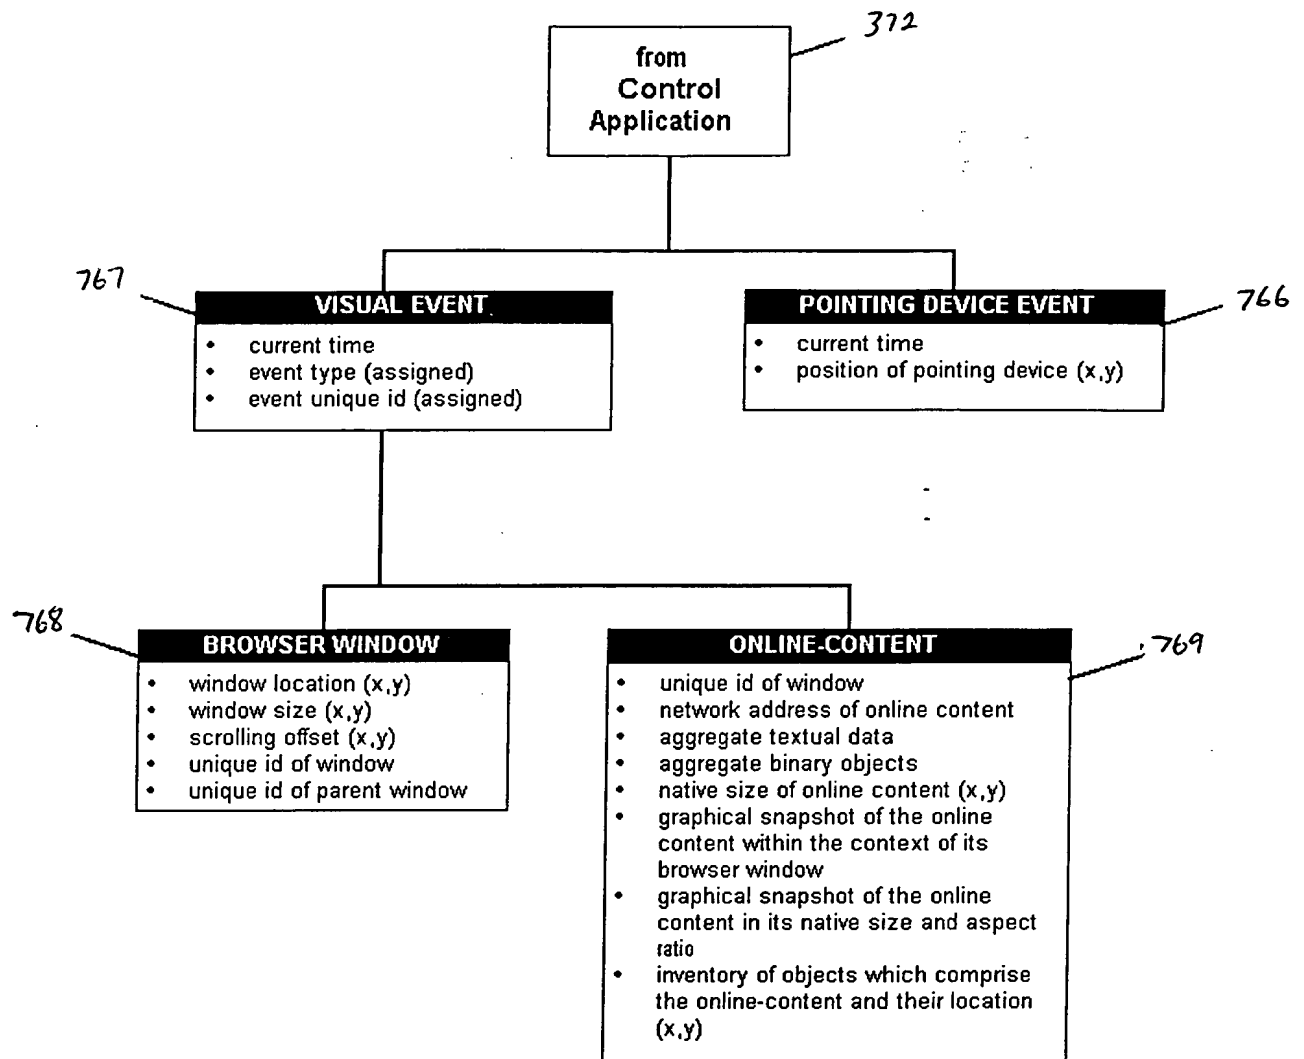 372
from
Control
Application
767
VISUAL EVENT
• current time
• event type (assigned)
• event unique id (assigned)
766
POINTING DEVICE EVENT
• current time
• position of pointing device (x,y)
768
BROWSER WINDOW
• window location (x,y)
• window size (x,y)
• scrolling offset (x,y)
• unique id of window
• unique id of parent window
769
ONLINE-CONTENT
• unique id of window
• network address of online content
• aggregate textual data
• aggregate binary objects
• native size of online content (x,y)
• graphical snapshot of the online
content within the context of its
browser window
• graphical snapshot of the online
content in its native size and aspect
ratio
• inventory of objects which comprise
the online-content and their location
(x,y)